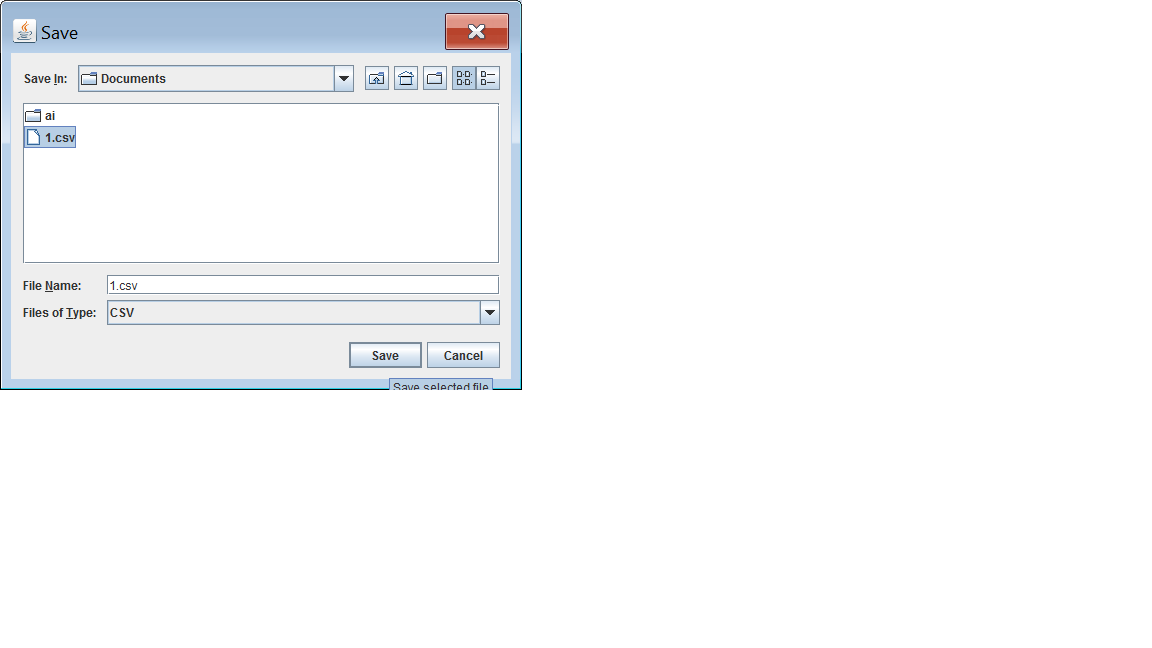 Save
Save In: Documents
ai
1.csv
File Name: 1.csv
Files of Type: CSV
Save Cancel
Save selected file